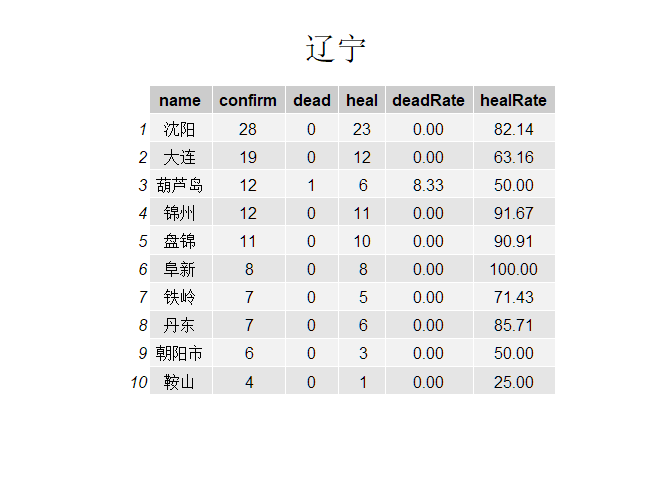 辽宁
name confirm dead heal deadRate healRate
1 沈阳 28 0 23 0.00 82.14
2 大连 19 0 12 0.00 63.16
3 葫芦岛 12 1 6 8.33 50.00
4 锦州 12 0 11 0.00 91.67
5 盘锦 11 0 10 0.00 90.91
6 阜新 8 0 8 0.00 100.00
7 铁岭 7 0 5 0.00 71.43
8 丹东 7 0 6 0.00 85.71
9 朝阳市 6 0 3 0.00 50.00
10 鞍山 4 0 1 0.00 25.00